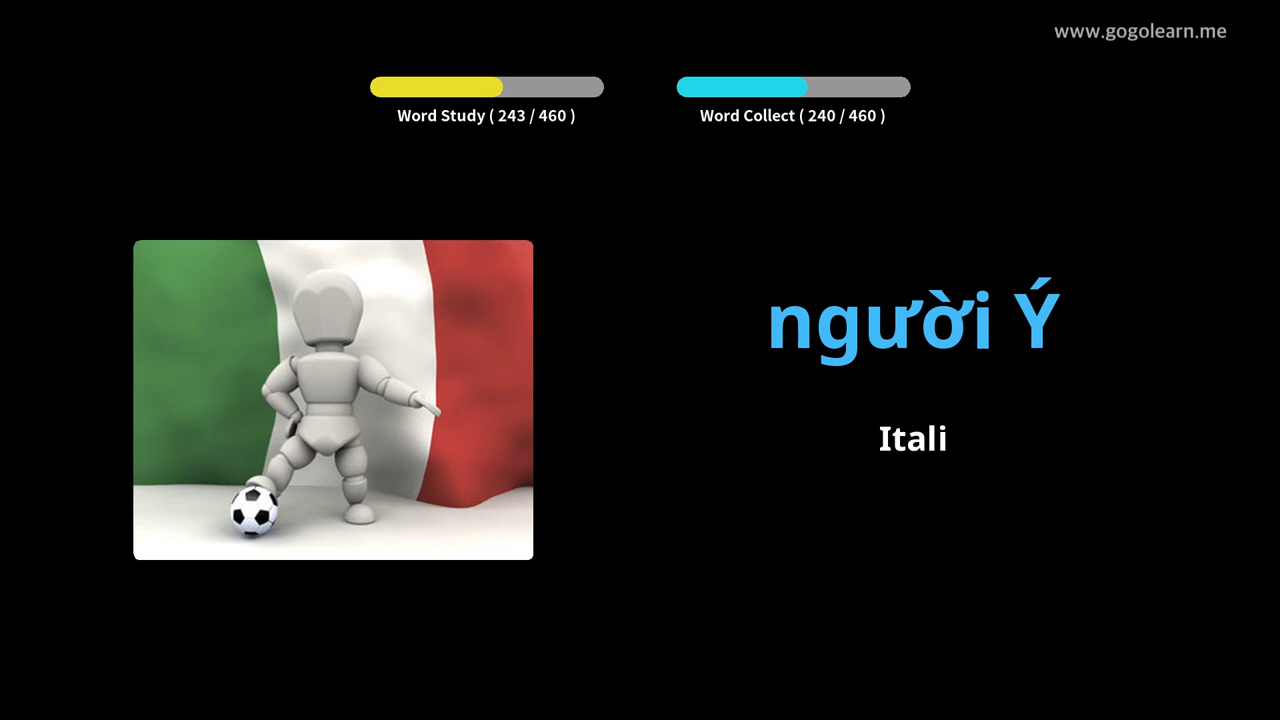 www.gogolearn.me
Word Study ( 243 / 460 )
Word Collect ( 240 / 460 )
người Ý
Itali